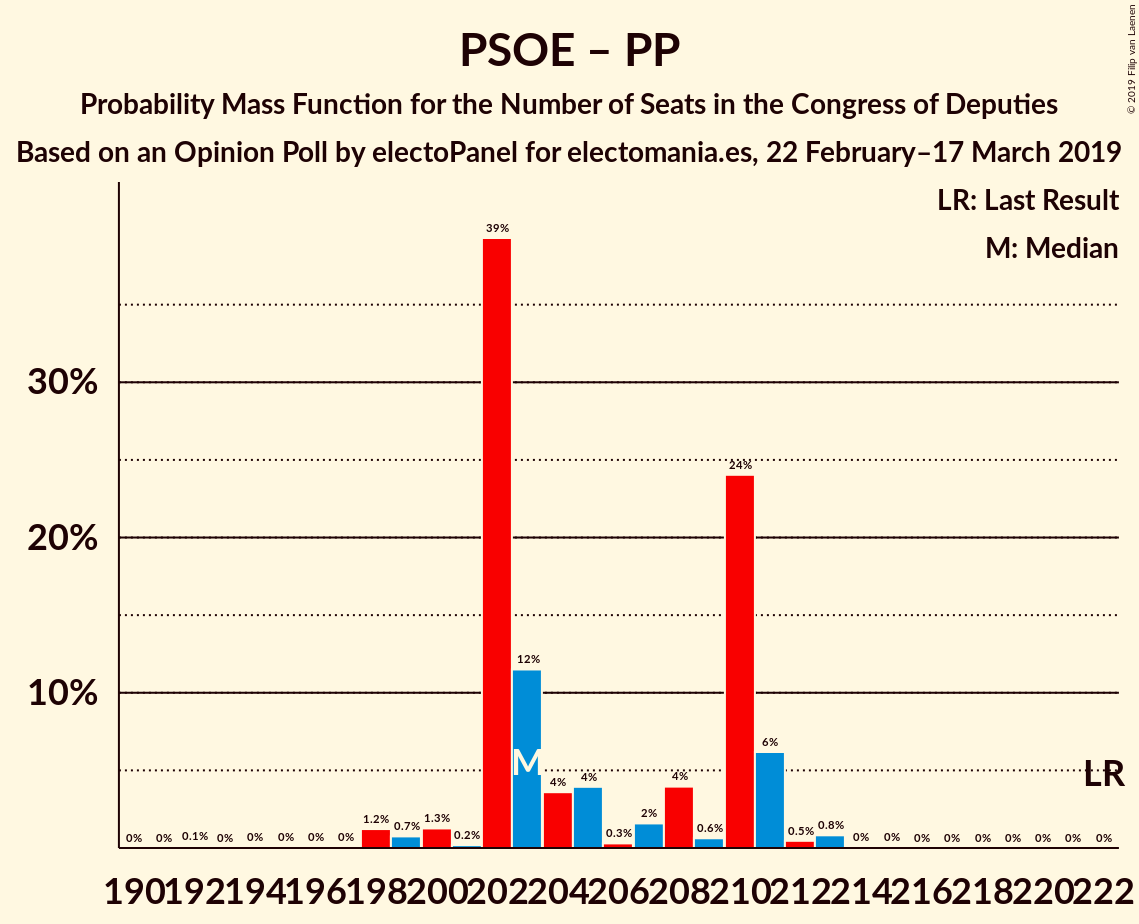 PSOE – PP
Probability Mass Function for the Number of Seats in the Congress of Deputies
Based on an Opinion Poll by electoPanel for electomania.es, 22 February–17 March 2019
© 2019 Filip van Laenen
LR: Last Result
M: Median
39%
30%
24%
20%
12%
10%
6%
M
LR
4% 4% 4%
0% 0% 0.1% 0% 0% 0% 0% 0% 1.2% 0.7% 1.3% 0.2% 0.3% 2% 0.6% 0.5% 0.8% 0% 0% 0% 0% 0% 0% 0% 0% 0%
190 192 194 196 198 200 202 204 206 208 210 212 214 216 218 220 222